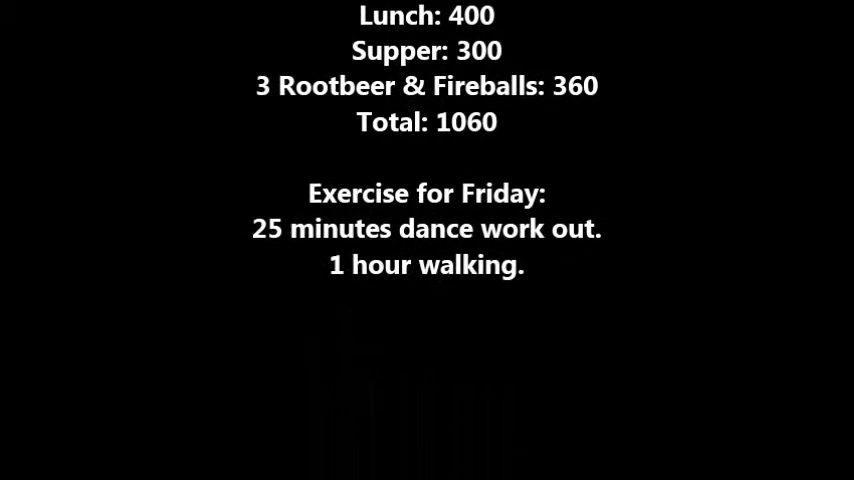 Lunch: 400
Supper: 300
3 Rootbeer & Fireballs: 360
Total: 1060
Exercise for Friday:
25 minutes dance work out.
1 hour walking.